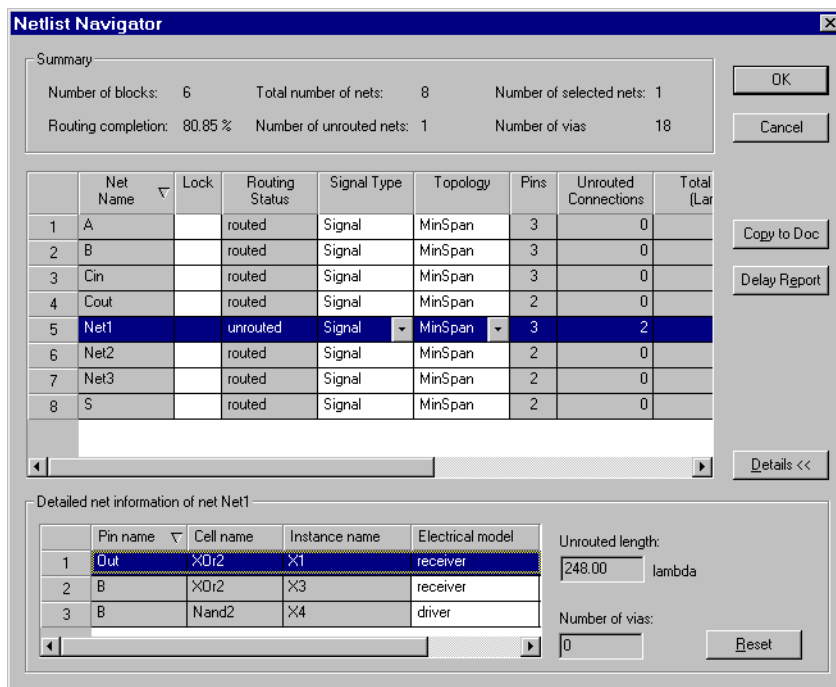 Netlist Navigator
Summary
Number of blocks: 6 Total number of nets: 8 Number of selected nets: 1
Routing completion: 80.85 % Number of unrouted nets: 1 Number of vias 18
OK
Cancel
Net Name Lock Routing Status Signal Type Topology Pins Unrouted Connections Total (Lar
1 A routed Signal MinSpan 3 0
2 B routed Signal MinSpan 3 0
3 Cin routed Signal MinSpan 3 0
4 Cout routed Signal MinSpan 2 0
5 Net1 unrouted Signal MinSpan 3 2
6 Net2 routed Signal MinSpan 2 0
7 Net3 routed Signal MinSpan 2 0
8 S routed Signal MinSpan 2 0
Copy to Doc
Delay Report
Details <<
Detailed net information of net Net1
Pin name Cell name Instance name Electrical model
1 Out XOr2 X1 receiver
2 B XOr2 X3 receiver
3 B Nand2 X4 driver
Unrouted length:
248.00 lambda
Number of vias:
0
Reset